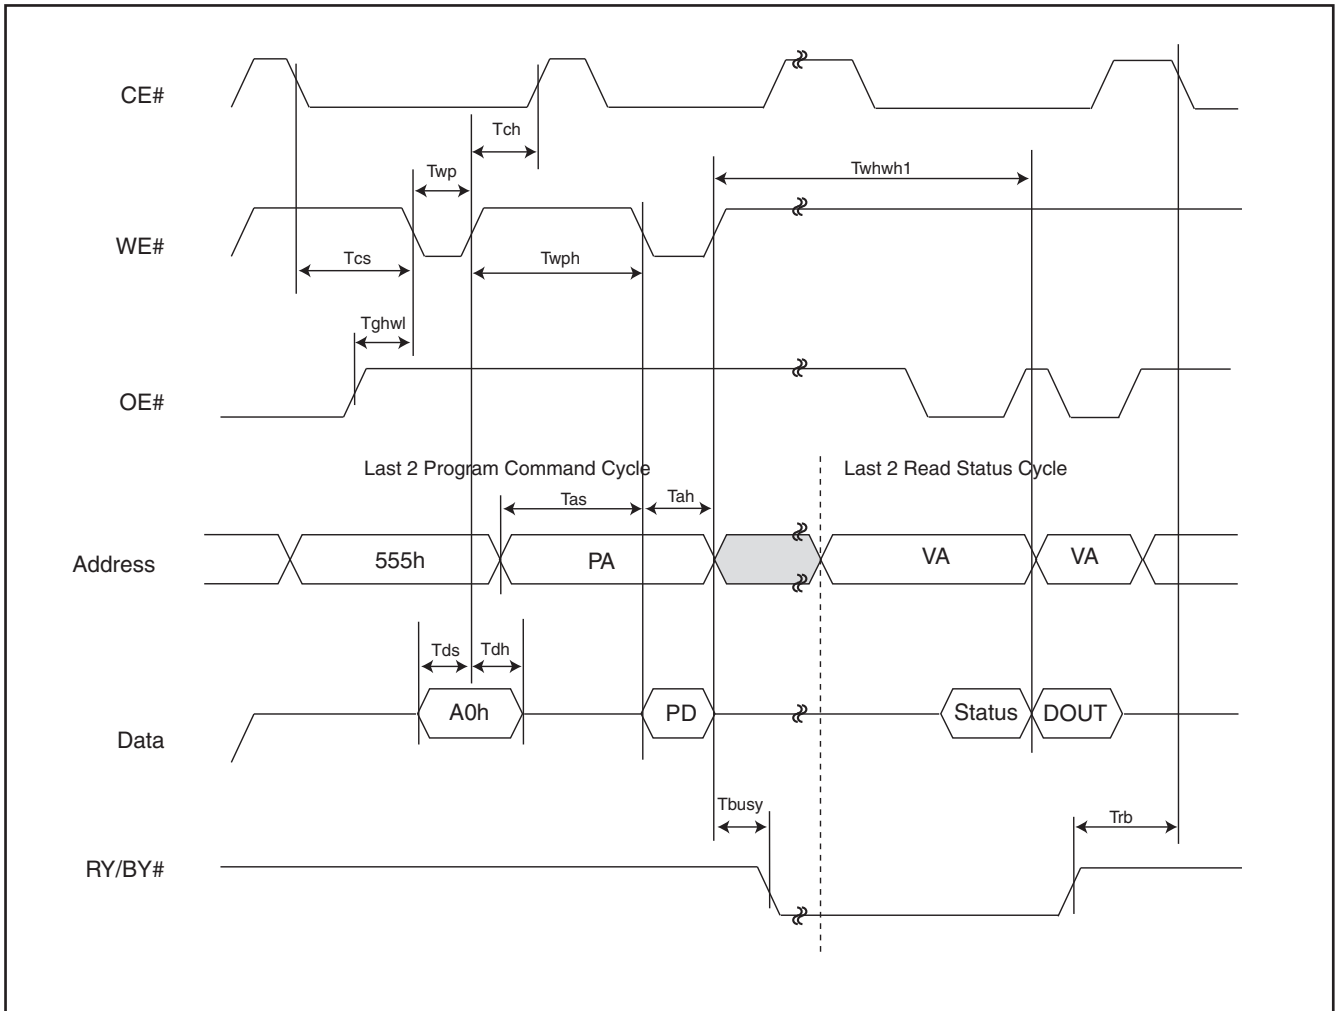 CE#
Tch
Twp
Twhwh1
WE#
Tcs
Twph
Tghwl
OE#
Last 2 Program Command Cycle
Last 2 Read Status Cycle
Tas
Tah
Address
555h
PA
VA
VA
Tds
Tdh
Data
A0h
PD
Status
DOUT
Tbusy
Trb
RY/BY#